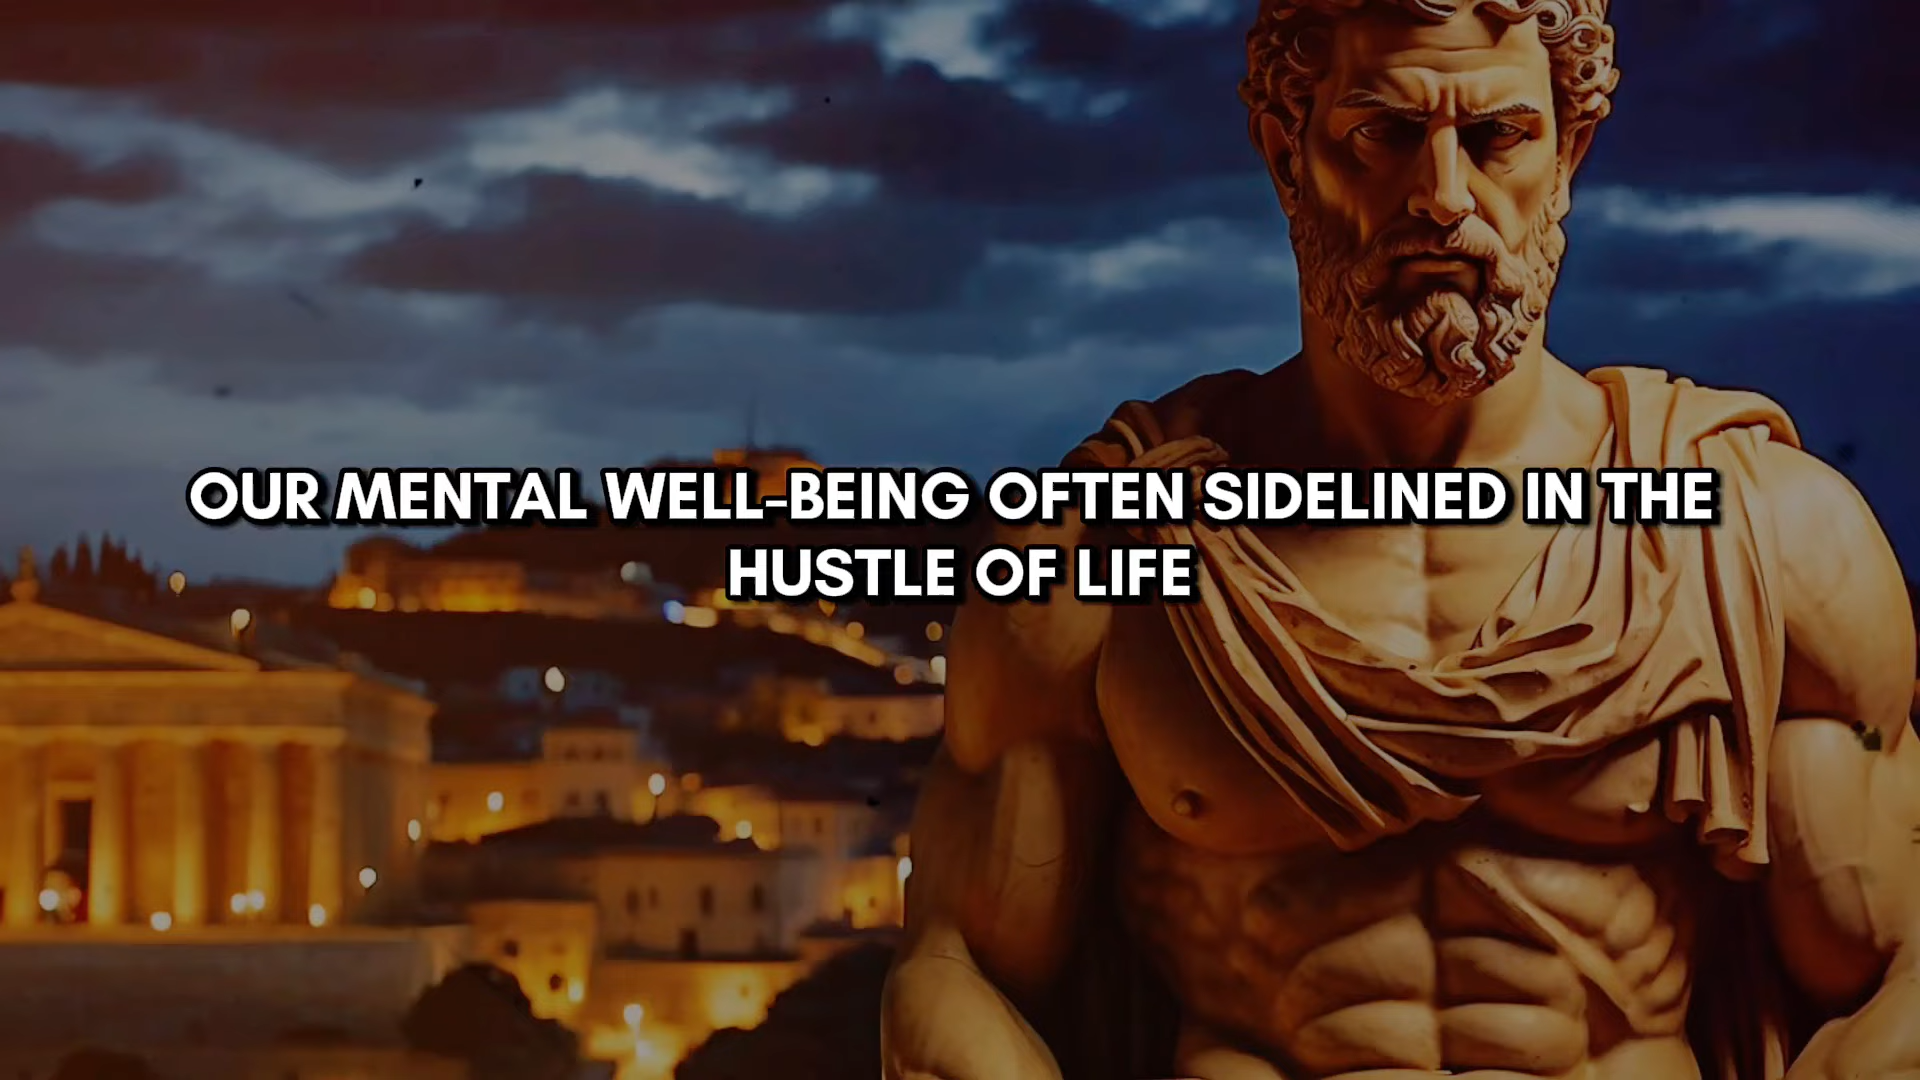 OUR MENTAL WELL-BEING OFTEN SIDELINED IN THE
HUSTLE OF LIFE